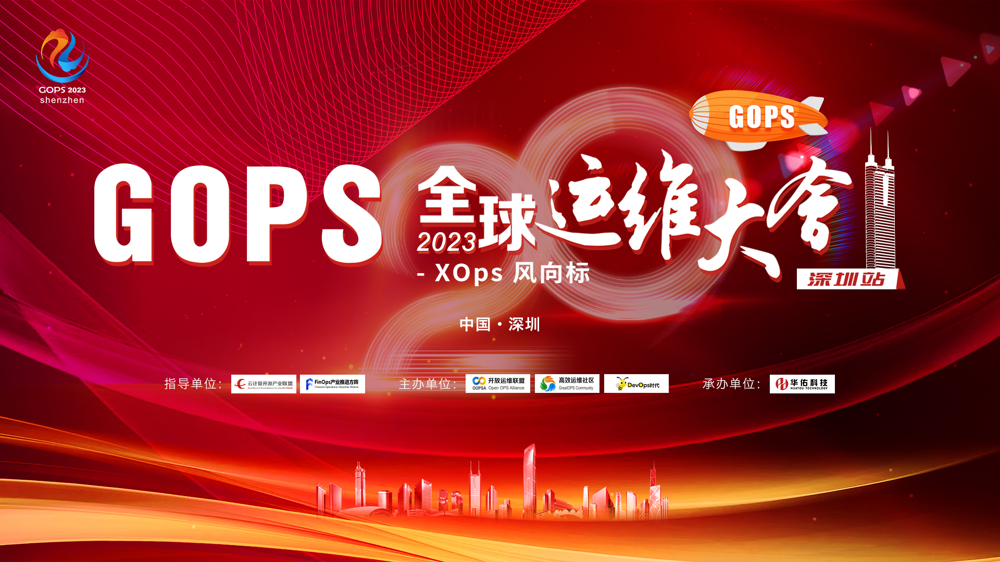 GOPS 2023
shenzhen
GOPS
GOPS 全球运维大会
2023
- XOps 风向标
深圳站
20
中国·深圳
指导单位:
云计算开源产业联盟
FinOps产业推进方阵
Financial Operations Industries Alliance
主办单位:
开放运维联盟
OOPSA Open OPS Alliance
高效运维社区
GreatOPS Community
DevOps时代
承办单位:
华佑科技
HUAYOU TECHNOLOGY